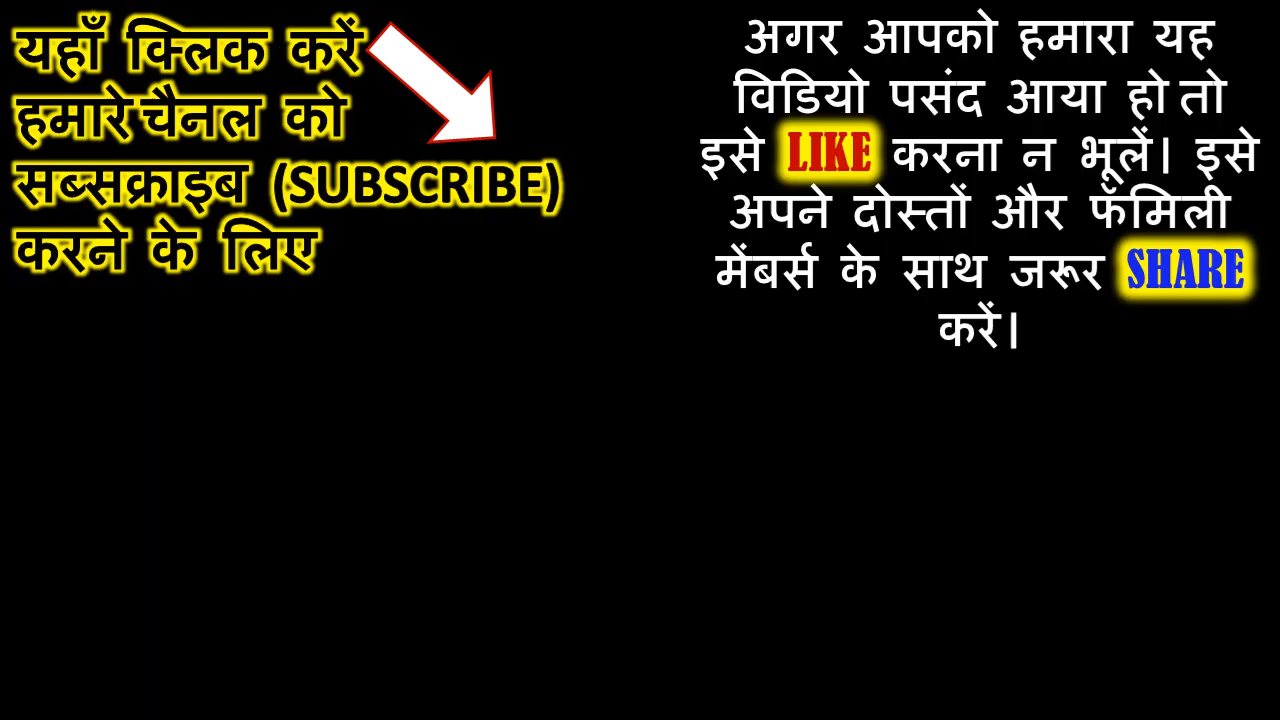 यहाँ क्लिक करें
हमारे चैनल को
सब्सक्राइब (SUBSCRIBE)
करने के लिए
अगर आपको हमारा यह
विडियो पसंद आया हो तो
इसे LIKE करना न भूलें। इसे
अपने दोस्तों और फॅमिली
मेंबर्स के साथ जरूर SHARE
करें।